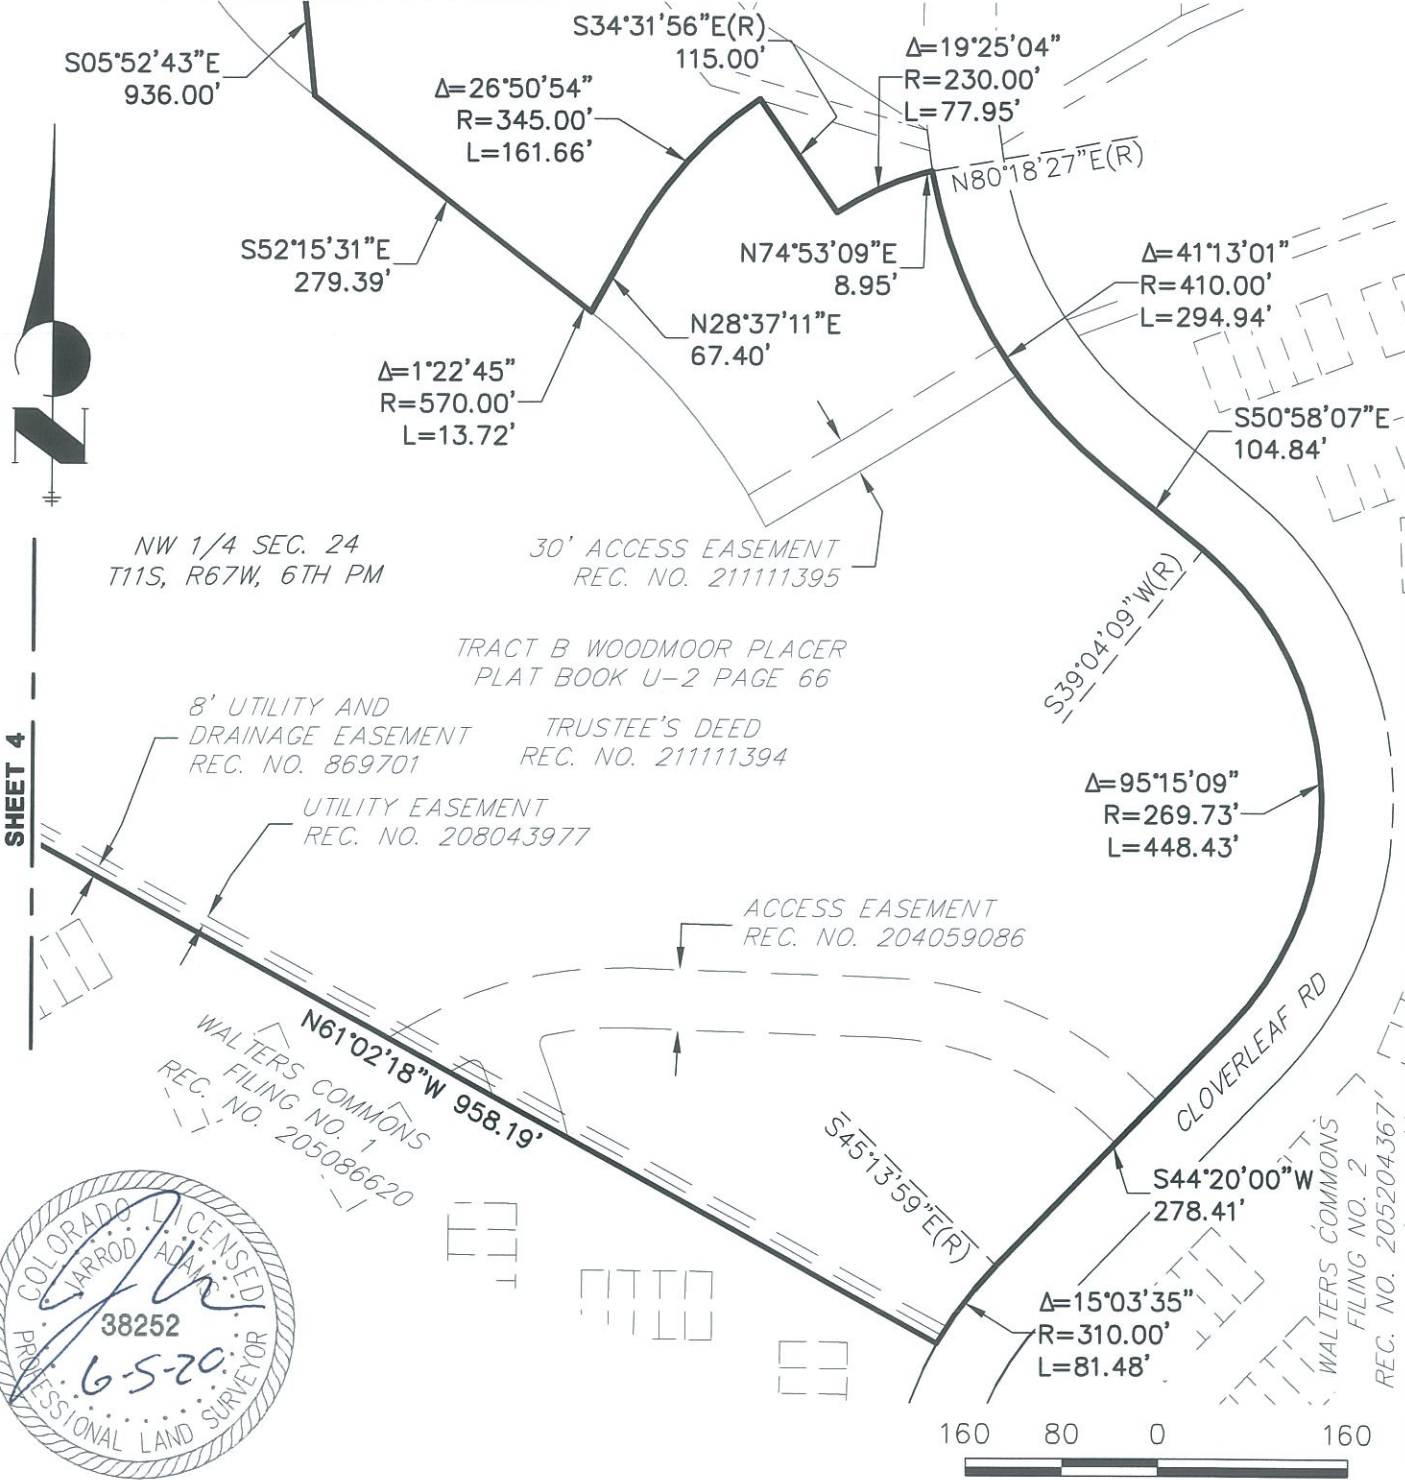 S05°52'43"E
936.00'
S34°31'56"E(R)
115.00'
Δ=19°25'04"
R=230.00'
L=77.95'
Δ=26°50'54"
R=345.00'
L=161.66'
N80°18'27"E(R)
S52°15'31"E
279.39'
N74°53'09"E
8.95'
Δ=41°13'01"
R=410.00'
L=294.94'
N28°37'11"E
67.40'
Δ=1°22'45"
R=570.00'
L=13.72'
S50°58'07"E
104.84'
N
NW 1/4 SEC. 24
T11S, R67W, 6TH PM
30' ACCESS EASEMENT
REC. NO. 211111395
S39°04'09"W(R)
TRACT B WOODMOOR PLACER
PLAT BOOK U-2 PAGE 66
TRUSTEE'S DEED
REC. NO. 211111394
8' UTILITY AND
DRAINAGE EASEMENT
REC. NO. 869701
SHEET 4
UTILITY EASEMENT
REC. NO. 208043977
Δ=95°15'09"
R=269.73'
L=448.43'
ACCESS EASEMENT
REC. NO. 204059086
N61°02'18"W 958.19'
WALTERS COMMONS
FILING NO. 1
REC. NO. 205086620
CLOVERLEAF RD
S45°13'59"E(R)
S44°20'00"W
278.41'
WALTERS COMMONS
FILING NO. 2
REC. NO. 205204367
Δ=15°03'35"
R=310.00'
L=81.48'
COLORADO LICENSED
JARROD ADAMS
38252
6-5-20
PROFESSIONAL LAND SURVEYOR
160 80 0 160